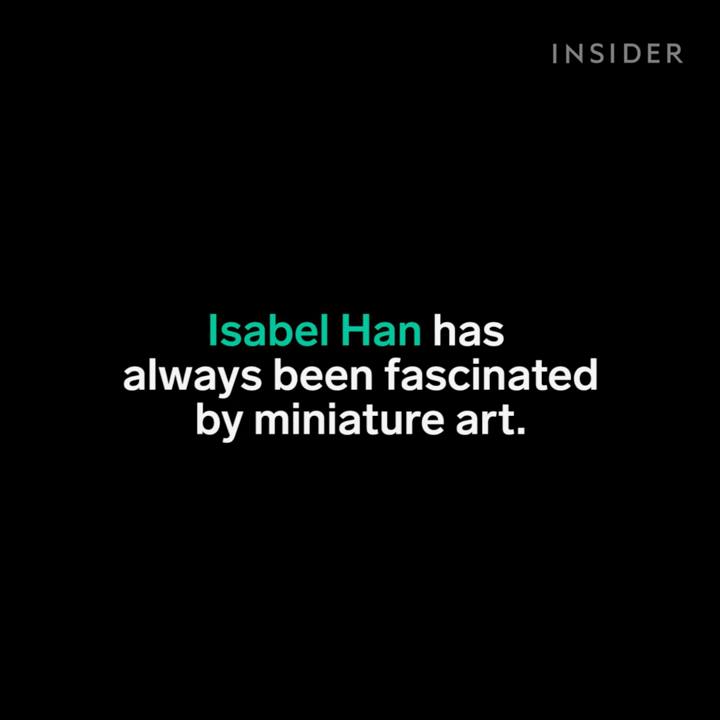 INSIDER
Isabel Han has
always been fascinated
by miniature art.